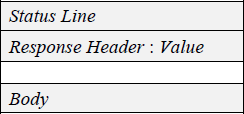 Status Line
Response Header : Value
Body